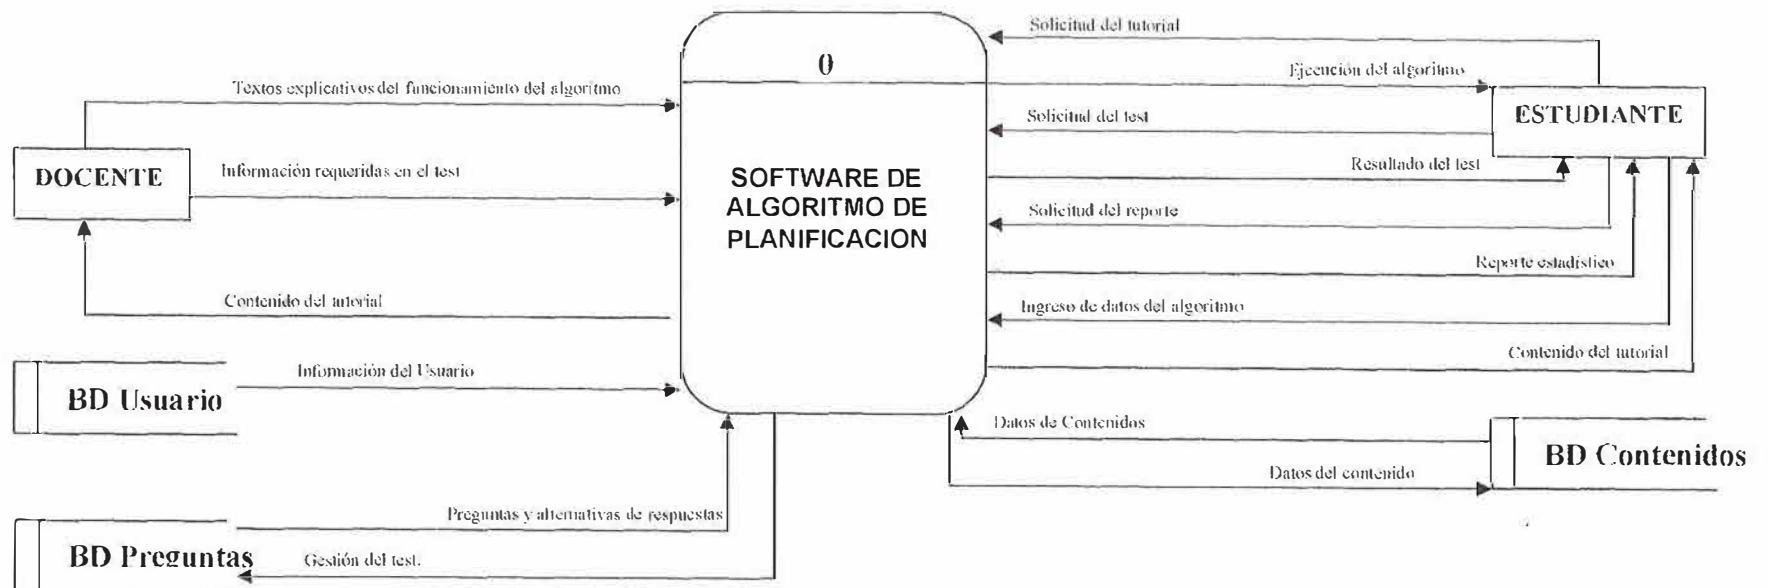 Solicitud del tutorial
0
Ejecución del algoritmo
Textos explicativos del funcionamiento del algoritmo
ESTUDIANTE
Solicitud del test
DOCENTE
Información requeridas en el test
Resultado del test
SOFTWARE DE
ALGORITMO DE
PLANIFICACION
Solicitud del reporte
Reporte estadístico
Contenido del
Ingreso de datos del algoritmo
Contenido del tutorial
Información del Usuario
BD Usuario
Datos de Contenidos
BD Contenidos
Datos del contenido
Preguntas y alternativas de respuestas
BD Preguntas
Gestión del test.